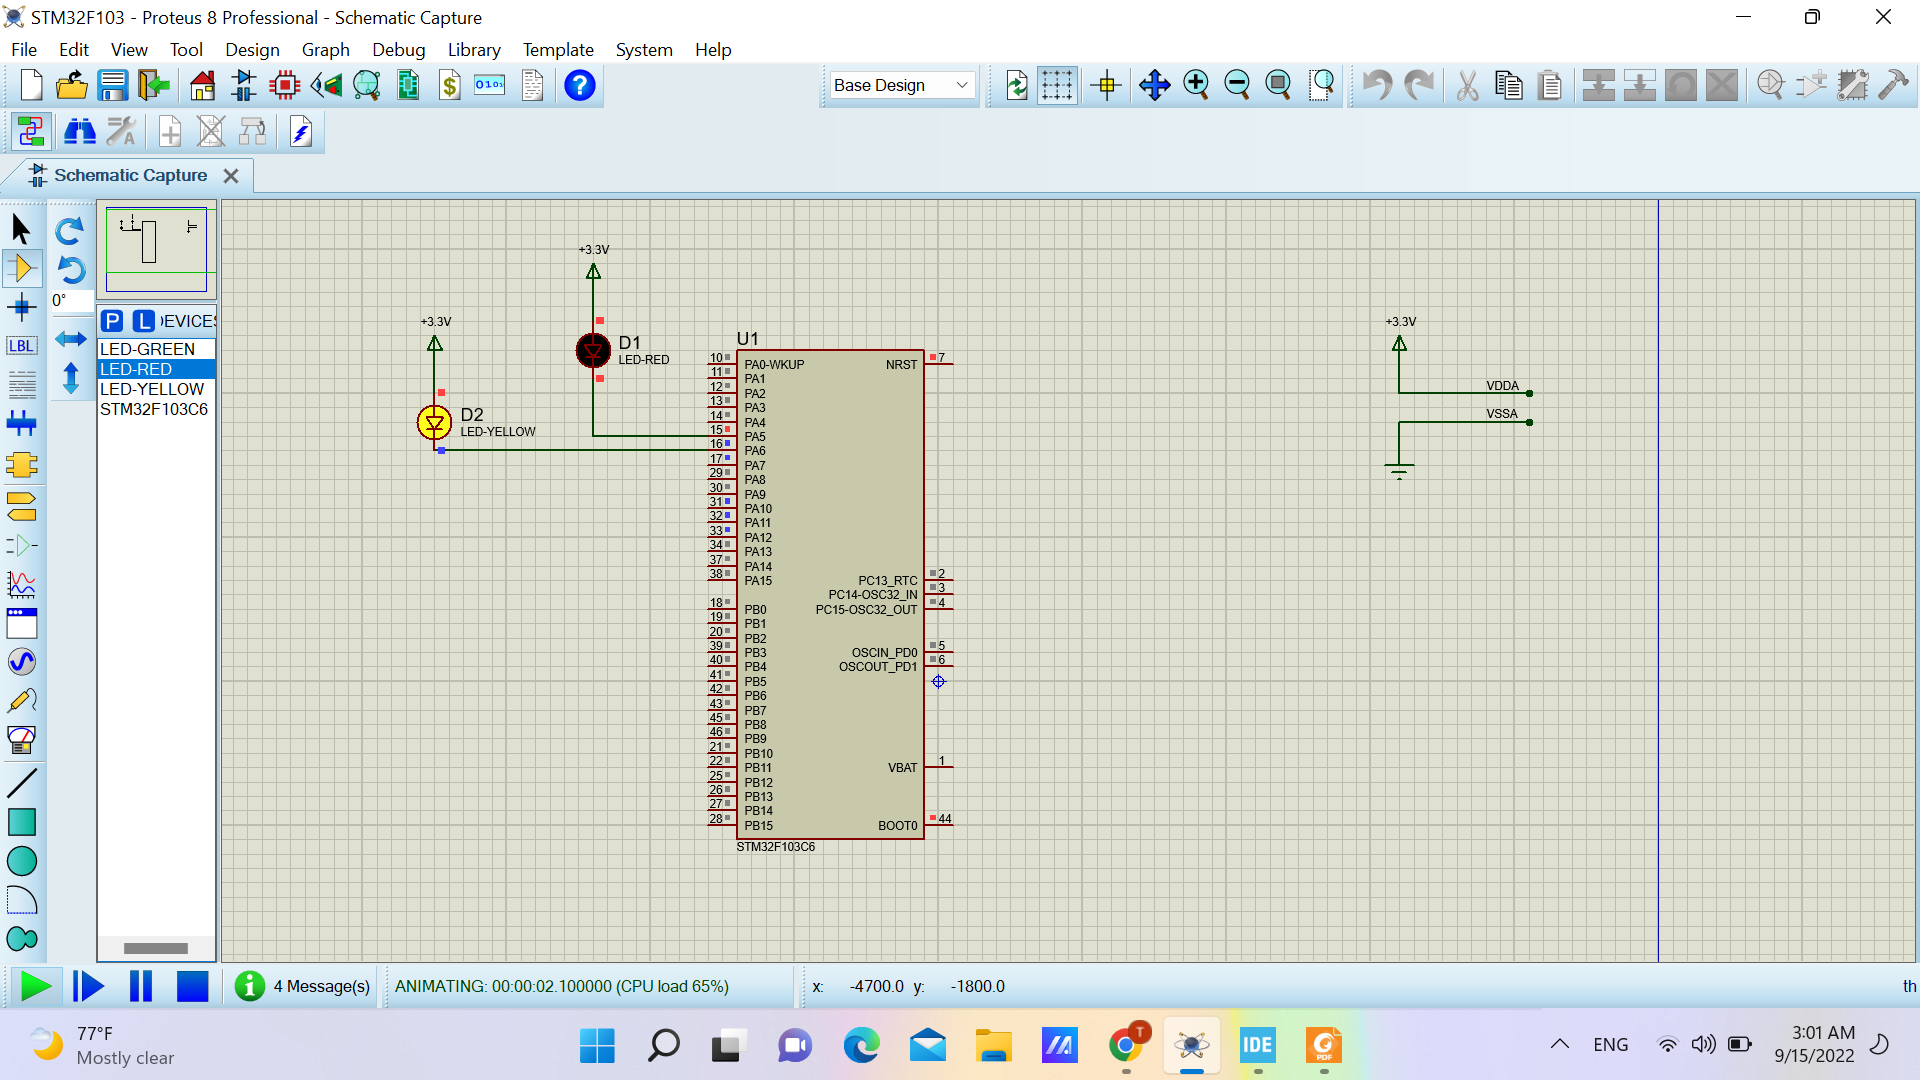 STM32F103 - Proteus 8 Professional - Schematic Capture
File Edit View Tool Design Graph Debug Library Template System Help
Base Design
Schematic Capture
0°
LBL
P L DEVICES
LED-GREEN
LED-RED
LED-YELLOW
STM32F103C6
+3.3V
D1
LED-RED
+3.3V
D2
LED-YELLOW
U1
10 PA0-WKUP
11 PA1
12 PA2
13 PA3
14 PA4
15 PA5
16 PA6
17 PA7
29 PA8
30 PA9
31 PA10
32 PA11
33 PA12
34 PA13
37 PA14
38 PA15
18 PB0
19 PB1
20 PB2
39 PB3
40 PB4
41 PB5
42 PB6
43 PB7
45 PB8
46 PB9
21 PB10
22 PB11
25 PB12
26 PB13
27 PB14
28 PB15
NRST 7
PC13_RTC 2
PC14-OSC32_IN 3
PC15-OSC32_OUT 4
OSCIN_PD0 5
OSCOUT_PD1 6
VBAT 1
BOOT0 44
STM32F103C6
+3.3V
VDDA
VSSA
4 Message(s)
ANIMATING: 00:00:02.100000 (CPU load 65%)
x: -4700.0 y: -1800.0
th
77°F
Mostly clear
T
IDE
PDF
ENG
3:01 AM
9/15/2022